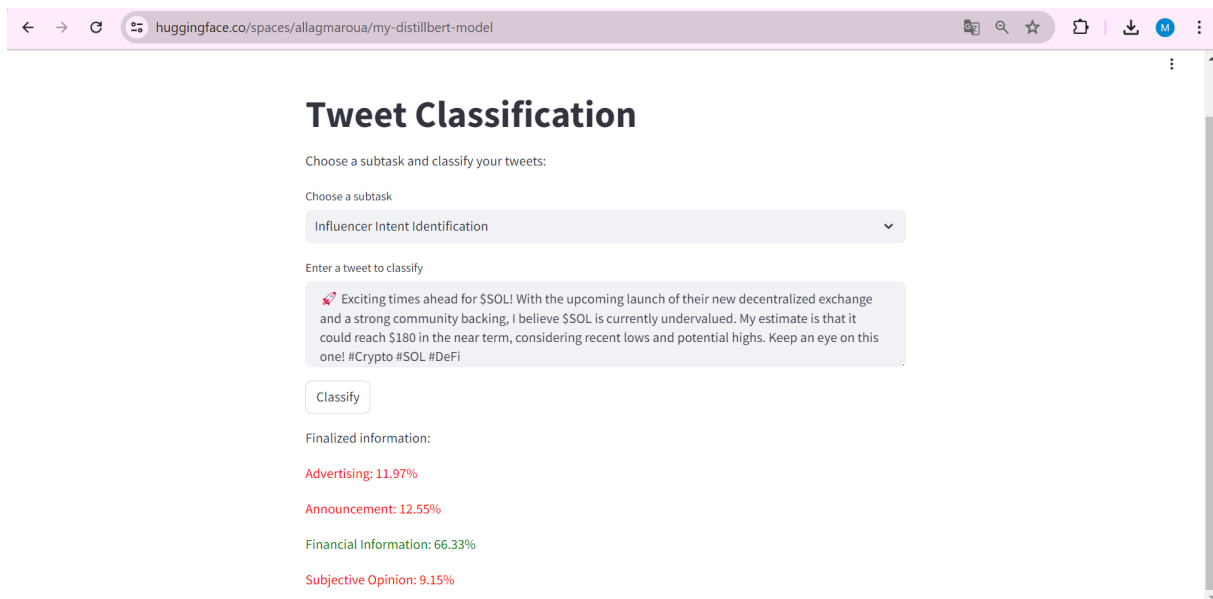 huggingface.co/spaces/allagmaroua/my-distillbert-model
M
Tweet Classification
Choose a subtask and classify your tweets:
Choose a subtask
Influencer Intent Identification
Enter a tweet to classify
🚀 Exciting times ahead for $SOL! With the upcoming launch of their new decentralized exchange
and a strong community backing, I believe $SOL is currently undervalued. My estimate is that it
could reach $180 in the near term, considering recent lows and potential highs. Keep an eye on this
one! #Crypto #SOL #DeFi
Classify
Finalized information:
Advertising: 11.97%
Announcement: 12.55%
Financial Information: 66.33%
Subjective Opinion: 9.15%